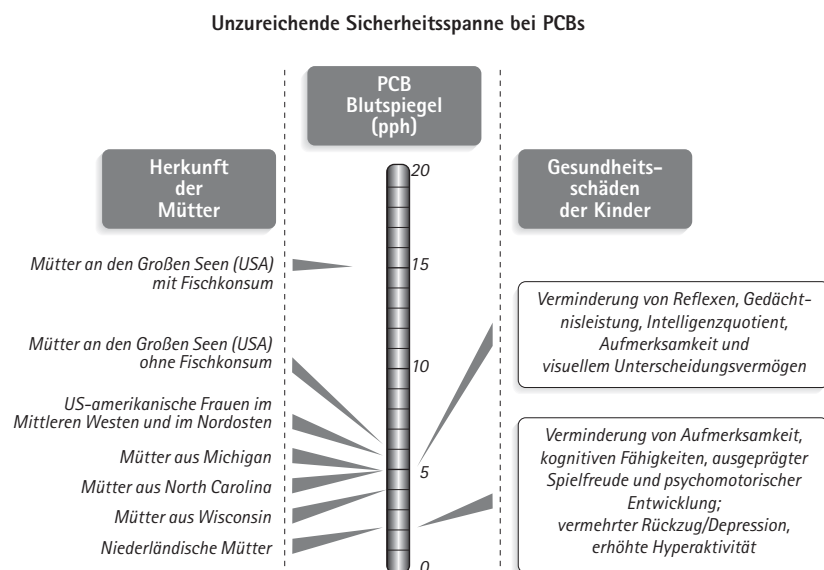 Unzureichende Sicherheitsspanne bei PCBs
PCB
Blutspiegel
(pph)
Herkunft
der
Mütter
Gesundheits-
schäden
der Kinder
20
15
10
5
0
Mütter an den Großen Seen (USA)
mit Fischkonsum
Mütter an den Großen Seen (USA)
ohne Fischkonsum
US-amerikanische Frauen im
Mittleren Westen und im Nordosten
Mütter aus Michigan
Mütter aus North Carolina
Mütter aus Wisconsin
Niederländische Mütter
Verminderung von Reflexen, Gedächt-
nisleistung, Intelligenzquotient,
Aufmerksamkeit und
visuellem Unterscheidungsvermögen
Verminderung von Aufmerksamkeit,
kognitiven Fähigkeiten, ausgeprägter
Spielfreude und psychomotorischer
Entwicklung;
vermehrter Rückzug/Depression,
erhöhte Hyperaktivität